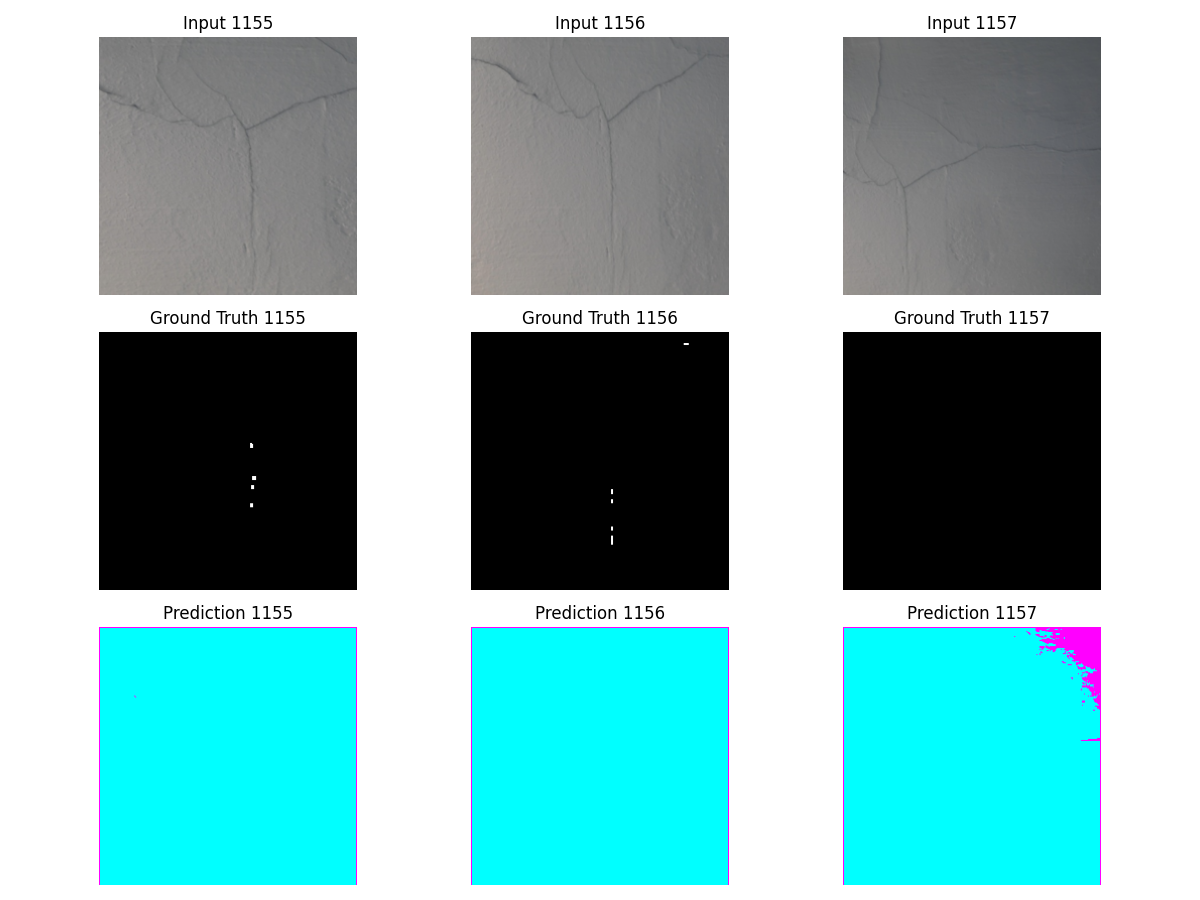 Input 1155
Input 1156
Input 1157
Ground Truth 1155
Ground Truth 1156
Ground Truth 1157
Prediction 1155
Prediction 1156
Prediction 1157